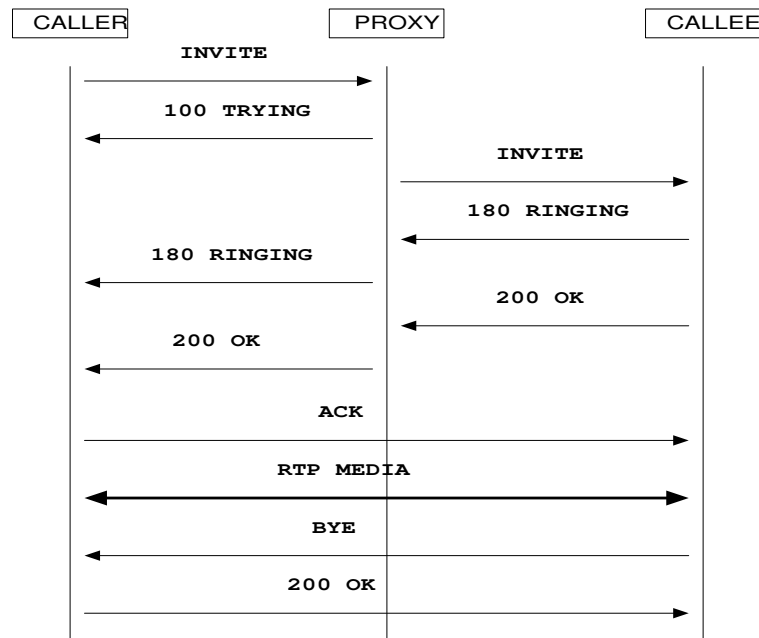 CALLER PROXY CALLEE
INVITE
100 TRYING
INVITE
180 RINGING
180 RINGING
200 OK
200 OK
ACK
RTP MEDIA
BYE
200 OK